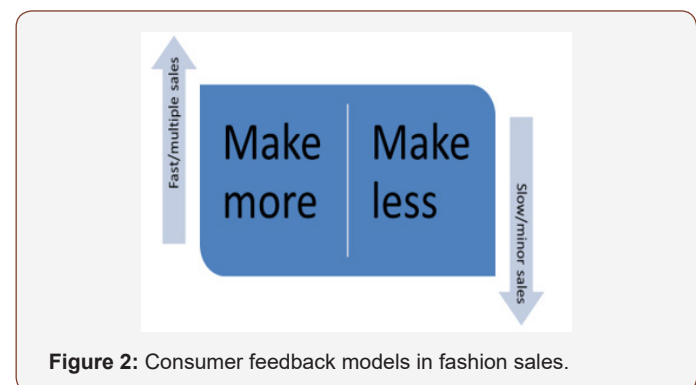 Fast/multiple sales
Make
more
Make
less
Slow/minor sales
Figure 2: Consumer feedback models in fashion sales.